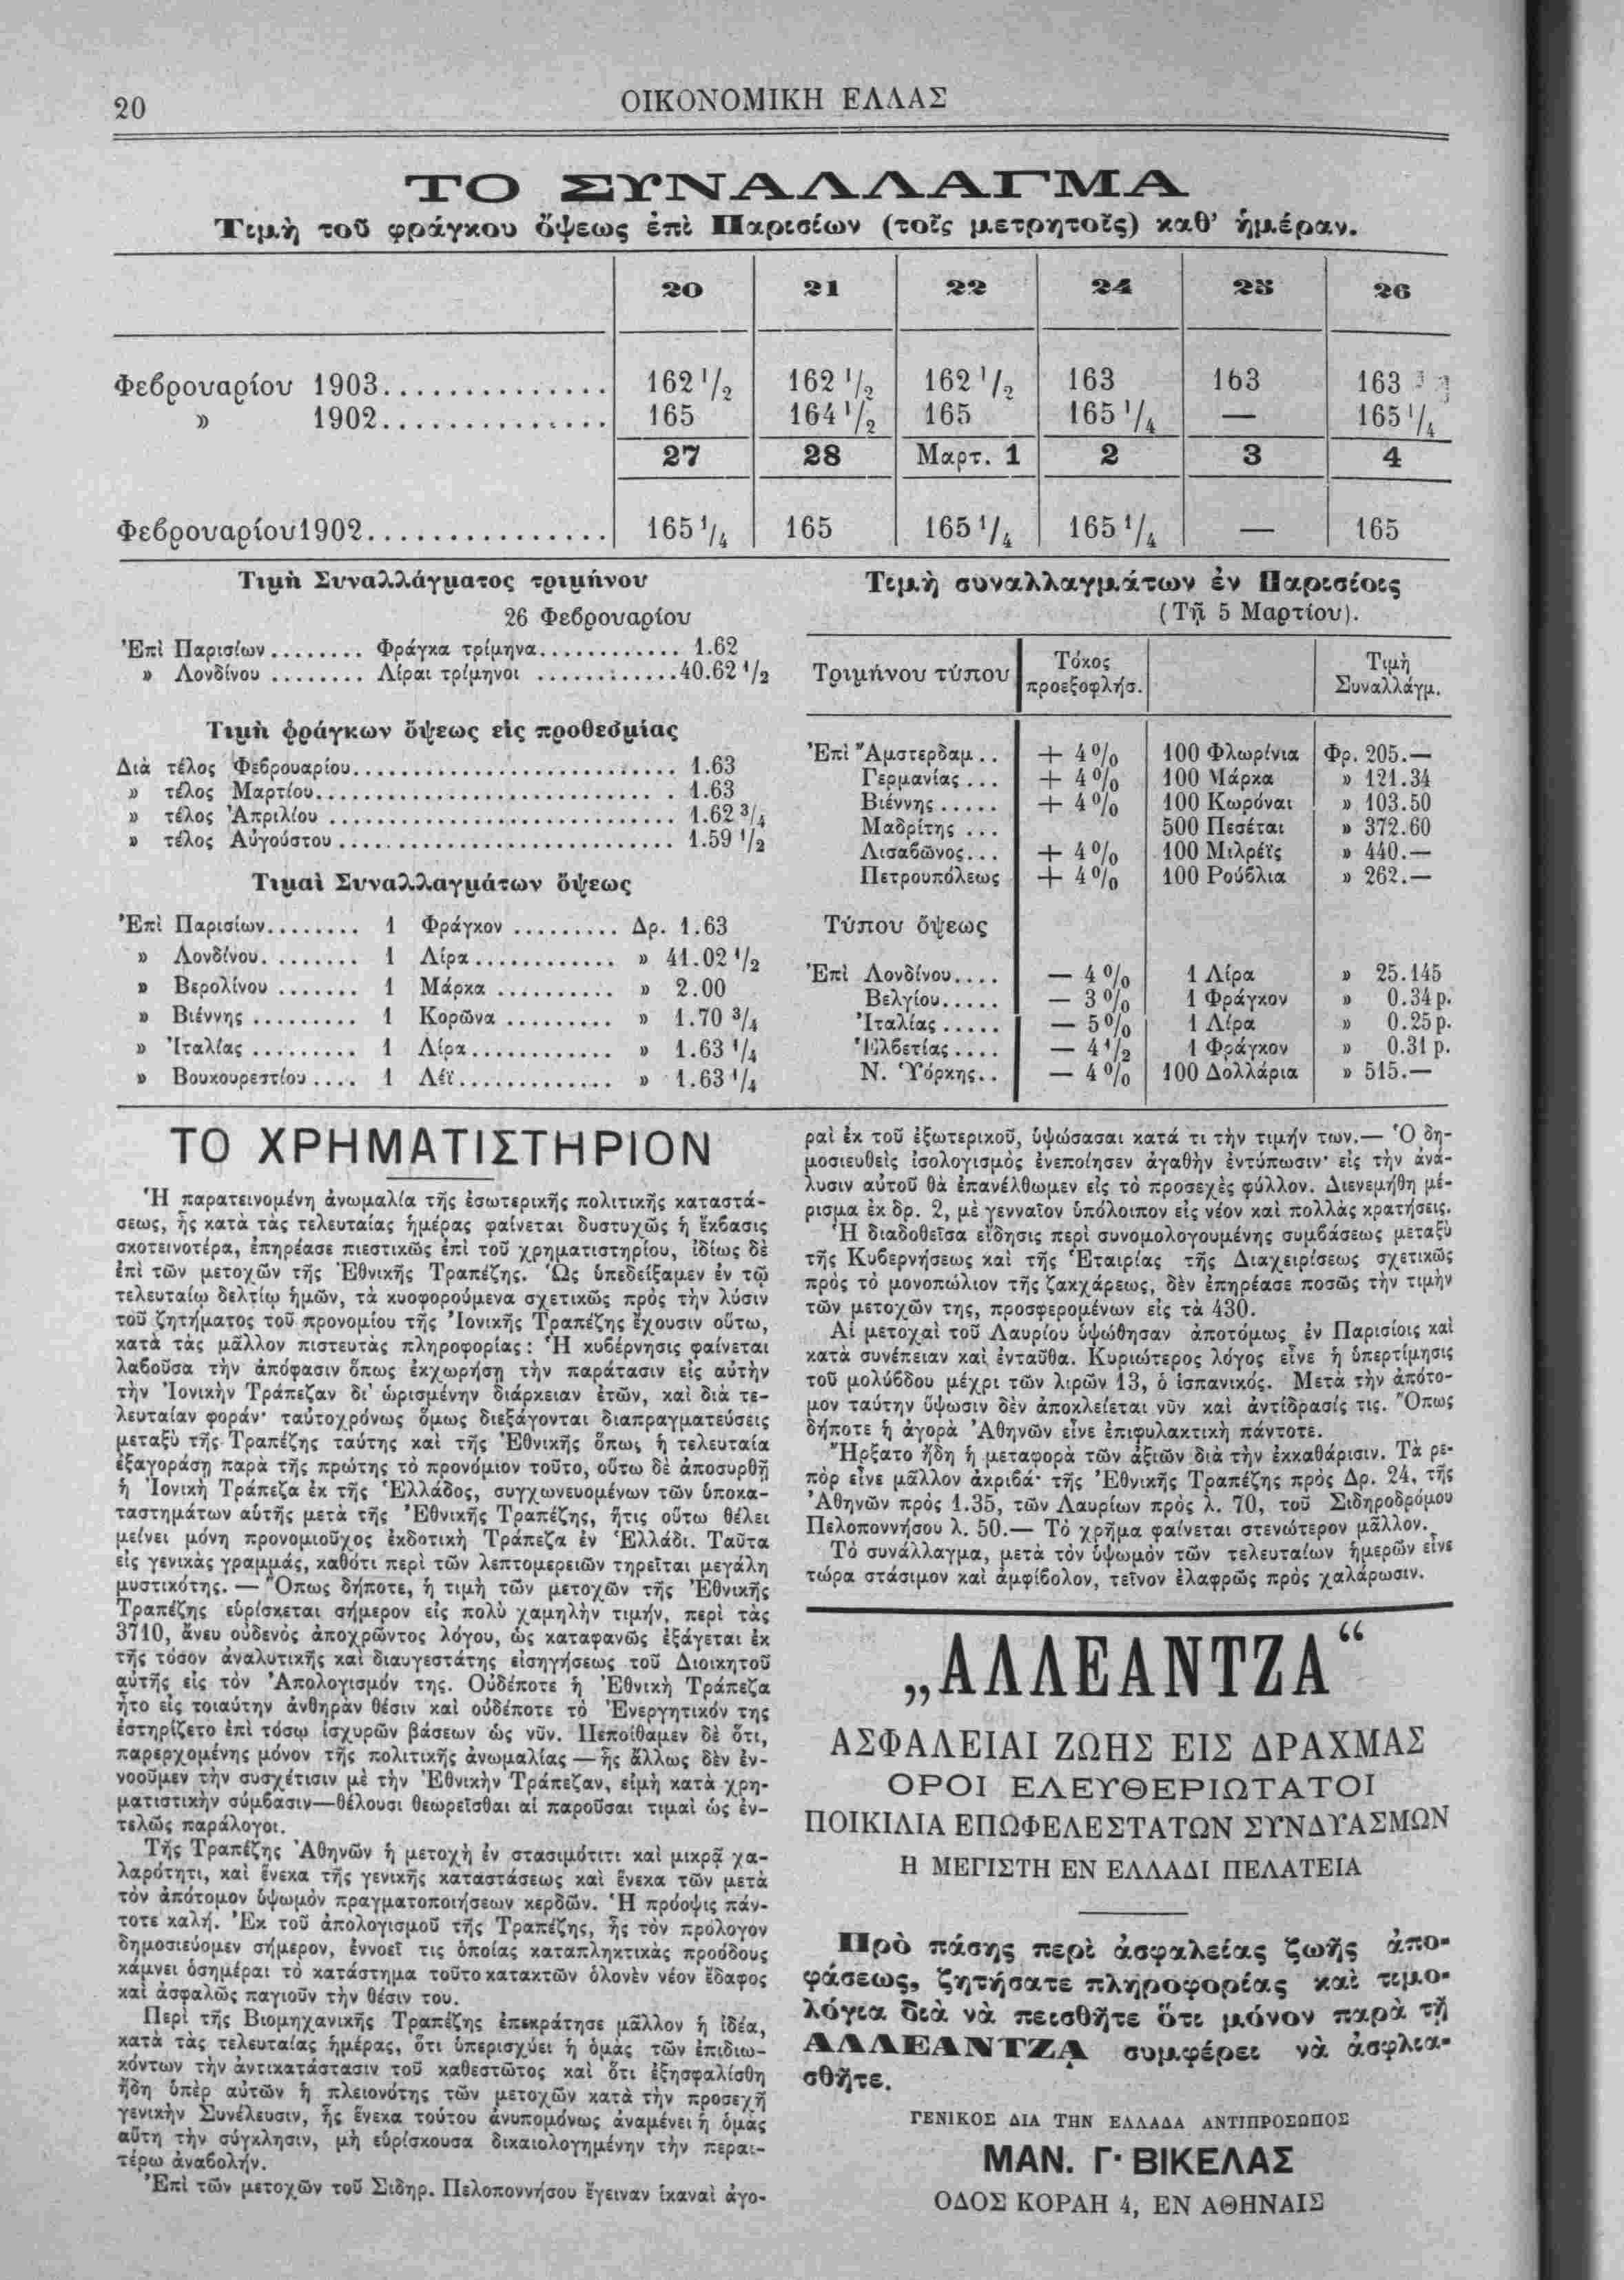 20
ΟΙΚΟΝΟΜΙΚΗ ΕΛΛΑΣ
ΤΟ ΣΥΝΑΛΛΑΓΜΑ
Τιμὴ τοῦ φράγκου ὄψεως ἐπὶ Παρισίων (τοῖς μετρητοῖς) καθ' ἡμέραν.
20 21 22 24 25 26
Φεβρουαρίου 1903.............. 162 1/2 162 1/2 162 1/2 163 163 163
» 1902.............. 165 164 1/2 165 165 1/4 — 165 1/4
27 28 Μαρτ. 1 2 3 4
Φεβρουαρίου 1902.............. 165 1/4 165 165 1/4 165 1/4 — 165
Τιμὴ Συναλλάγματος τριμήνου
26 Φεβρουαρίου
Ἐπὶ Παρισίων........ Φράγκα τρίμηνα............ 1.62
» Λονδίνου........ Λίραι τρίμηνοι............ 40.62 1/2
Τιμὴ φράγκων ὄψεως εἰς προθεσμίας
Διὰ τέλος Φεβρουαρίου............ 1.63
» τέλος Μαρτίου............ 1.63
» τέλος Ἀπριλίου............ 1.62 3/4
» τέλος Αὐγούστου............ 1.59 1/2
Τιμαὶ Συναλλαγμάτων ὄψεως
Ἐπὶ Παρισίων........ 1 Φράγκον......... Δρ. 1.63
» Λονδίνου........ 1 Λίρα............ » 41.02 1/2
» Βερολίνου....... 1 Μάρκα.......... » 2.00
» Βιέννης......... 1 Κορῶνα......... » 1.70 3/4
» Ἰταλίας......... 1 Λίρα............ » 1.63 1/4
» Βουκουρεστίου.... 1 Λέϊ............. » 1.63 1/4
Τιμὴ συναλλαγμάτων ἐν Παρισίοις
(Τῇ 5 Μαρτίου).
Τριμήνου τύπου Τόκος προεξοφλήσ. Τιμὴ Συναλλάγμ.
Ἐπὶ Ἀμστερδαμ.. + 4 0/0 100 Φλωρίνια Φρ. 205.—
Γερμανίας... + 4 0/0 100 Μάρκα » 121.34
Βιέννης..... + 4 0/0 100 Κωρόναι » 103.50
Μαδρίτης... 500 Πεσέται » 372.60
Λισαβῶνος... + 4 0/0 100 Μιλρέϊς » 440.—
Πετρουπόλεως + 4 0/0 100 Ρούβλια » 262.—
Τύπου ὄψεως
Ἐπὶ Λονδίνου.... — 4 0/0 1 Λίρα » 25.145
Βελγίου..... — 3 0/0 1 Φράγκον » 0.34 p.
Ἰταλίας..... — 5 0/0 1 Λίρα » 0.25 p.
Ἑλβετίας.... — 4 1/2 1 Φράγκον » 0.31 p.
Ν. Ὑόρκης.. — 4 0/0 100 Δολλάρια » 515.—
ΤΟ ΧΡΗΜΑΤΙΣΤΗΡΙΟΝ
Ἡ παρατεινομένη ἀνωμαλία τῆς ἐσωτερικῆς πολιτικῆς καταστά-
σεως, ἧς κατὰ τὰς τελευταίας ἡμέρας φαίνεται δυστυχῶς ἡ ἔκβασις
σκοτεινοτέρα, ἐπηρέασε πιεστικῶς ἐπὶ τοῦ χρηματιστηρίου, ἰδίως δὲ
ἐπὶ τῶν μετοχῶν τῆς Ἐθνικῆς Τραπέζης. Ὡς ὑπεδείξαμεν ἐν τῷ
τελευταίῳ δελτίῳ ἡμῶν, τὰ κυοφορούμενα σχετικῶς πρὸς τὴν λύσιν
τοῦ ζητήματος τοῦ προνομίου τῆς Ἰονικῆς Τραπέζης ἔχουσιν οὕτω,
κατὰ τὰς μᾶλλον πιστευτὰς πληροφορίας: Ἡ κυβέρνησις φαίνεται
λαβοῦσα τὴν ἀπόφασιν ὅπως ἐκχωρήσῃ τὴν παράτασιν εἰς αὐτὴν
τὴν Ἰονικὴν Τράπεζαν δι' ὡρισμένην διάρκειαν ἐτῶν, καὶ διὰ τε-
λευταίαν φοράν· ταὐτοχρόνως ὅμως διεξάγονται διαπραγματεύσεις
μεταξὺ τῆς Τραπέζης ταύτης καὶ τῆς Ἐθνικῆς ὅπως ἡ τελευταία
ἐξαγοράσῃ παρὰ τῆς πρώτης τὸ προνόμιον τοῦτο, οὕτω δὲ ἀποσυρθῇ
ἡ Ἰονικὴ Τράπεζα ἐκ τῆς Ἑλλάδος, συγχωνευομένων τῶν ὑποκα-
ταστημάτων αὐτῆς μετὰ τῆς Ἐθνικῆς Τραπέζης, ἥτις οὕτω θέλει
μείνει μόνη προνομιοῦχος ἐκδοτικὴ Τράπεζα ἐν Ἑλλάδι. Ταῦτα
εἰς γενικὰς γραμμάς, καθότι περὶ τῶν λεπτομερειῶν τηρεῖται μεγάλη
μυστικότης. — Ὅπως δήποτε, ἡ τιμὴ τῶν μετοχῶν τῆς Ἐθνικῆς
Τραπέζης εὑρίσκεται σήμερον εἰς πολὺ χαμηλὴν τιμήν, περὶ τὰς
3710, ἄνευ οὐδενὸς ἀποχρῶντος λόγου, ὡς καταφανῶς ἐξάγεται ἐκ
τῆς τόσον ἀναλυτικῆς καὶ διαυγεστάτης εἰσηγήσεως τοῦ Διοικητοῦ
αὐτῆς εἰς τὸν Ἀπολογισμόν της. Οὐδέποτε ἡ Ἐθνικὴ Τράπεζα
ἦτο εἰς τοιαύτην ἀνθηρὰν θέσιν καὶ οὐδέποτε τὸ Ἐνεργητικόν της
ἐστηρίζετο ἐπὶ τόσῳ ἰσχυρῶν βάσεων ὡς νῦν. Πεποίθαμεν δὲ ὅτι,
παρερχομένης μόνον τῆς πολιτικῆς ἀνωμαλίας — ἧς ἄλλως δὲν ἐν-
νοοῦμεν τὴν συσχέτισιν μὲ τὴν Ἐθνικὴν Τράπεζαν, εἰμὴ κατὰ χρη-
ματιστικὴν σύμβασιν—θέλουσι θεωρεῖσθαι αἱ παροῦσαι τιμαὶ ὡς ἐν-
τελῶς παράλογοι.
Τῆς Τραπέζης Ἀθηνῶν ἡ μετοχὴ ἐν στασιμότιτι καὶ μικρᾷ χα-
λαρότητι, καὶ ἕνεκα τῆς γενικῆς καταστάσεως καὶ ἕνεκα τῶν μετὰ
τὸν ἀπότομον ὑψωμὸν πραγματοποιήσεων κερδῶν. Ἡ πρόοψις πάν-
τοτε καλή. Ἐκ τοῦ ἀπολογισμοῦ τῆς Τραπέζης, ἧς τὸν πρόλογον
δημοσιεύομεν σήμερον, ἐννοεῖ τις ὁποίας καταπληκτικὰς προόδους
κάμνει ὁσημέραι τὸ κατάστημα τοῦτο κατακτῶν ὁλονὲν νέον ἔδαφος
καὶ ἀσφαλῶς παγιοῦν τὴν θέσιν του.
Περὶ τῆς Βιομηχανικῆς Τραπέζης ἐπεκράτησε μᾶλλον ἡ ἰδέα,
κατὰ τὰς τελευταίας ἡμέρας, ὅτι ὑπερισχύει ἡ ὁμὰς τῶν ἐπιδιω-
κόντων τὴν ἀντικατάστασιν τοῦ καθεστῶτος καὶ ὅτι ἐξησφαλίσθη
ἤδη ὑπὲρ αὐτῶν ἡ πλειονότης τῶν μετοχῶν κατὰ τὴν προσεχῆ
γενικὴν Συνέλευσιν, ἧς ἕνεκα τούτου ἀνυπομόνως ἀναμένει ἡ ὁμὰς
αὕτη τὴν σύγκλησιν, μὴ εὑρίσκουσα δικαιολογημένην τὴν περαι-
τέρω ἀναβολήν.
Ἐπὶ τῶν μετοχῶν τοῦ Σιδηρ. Πελοποννήσου ἔγειναν ἱκαναὶ ἀγο-
ραὶ ἐκ τοῦ ἐξωτερικοῦ, ὑψώσασαι κατά τι τὴν τιμήν των.— Ὁ δη-
μοσιευθεὶς ἰσολογισμὸς ἐνεποίησεν ἀγαθὴν ἐντύπωσιν· εἰς τὴν ἀνά-
λυσιν αὐτοῦ θὰ ἐπανέλθωμεν εἰς τὸ προσεχὲς φύλλον. Διενεμήθη μέ-
ρισμα ἐκ δρ. 2, μὲ γενναῖον ὑπόλοιπον εἰς νέον καὶ πολλὰς κρατήσεις.
Ἡ διαδοθεῖσα εἴδησις περὶ συνομολογουμένης συμβάσεως μεταξὺ
τῆς Κυβερνήσεως καὶ τῆς Ἑταιρίας τῆς Διαχειρίσεως σχετικῶς
πρὸς τὸ μονοπώλιον τῆς ζακχάρεως, δὲν ἐπηρέασε ποσῶς τὴν τιμὴν
τῶν μετοχῶν της, προσφερομένων εἰς τὰ 430.
Αἱ μετοχαὶ τοῦ Λαυρίου ὑψώθησαν ἀποτόμως ἐν Παρισίοις καὶ
κατὰ συνέπειαν καὶ ἐνταῦθα. Κυριώτερος λόγος εἶνε ἡ ὑπερτίμησις
τοῦ μολύβδου μέχρι τῶν λιρῶν 13, ὁ ἱσπανικός. Μετὰ τὴν ἀπότο-
μον ταύτην ὕψωσιν δὲν ἀποκλείεται νῦν καὶ ἀντίδρασίς τις. Ὅπως
δήποτε ἡ ἀγορὰ Ἀθηνῶν εἶνε ἐπιφυλακτικὴ πάντοτε.
Ἤρξατο ἤδη ἡ μεταφορὰ τῶν ἀξιῶν διὰ τὴν ἐκκαθάρισιν. Τὰ ρε-
πὸρ εἶνε μᾶλλον ἀκριβά· τῆς Ἐθνικῆς Τραπέζης πρὸς Δρ. 24, τῆς
Ἀθηνῶν πρὸς 1.35, τῶν Λαυρίων πρὸς λ. 70, τοῦ Σιδηροδρόμου
Πελοποννήσου λ. 50.— Τὸ χρῆμα φαίνεται στενώτερον μᾶλλον.
Τὸ συνάλλαγμα, μετὰ τὸν ὑψωμὸν τῶν τελευταίων ἡμερῶν εἶνε
τώρα στάσιμον καὶ ἀμφίβολον, τεῖνον ἐλαφρῶς πρὸς χαλάρωσιν.
„ΑΛΛΕΑΝΤΖΑ“
ΑΣΦΑΛΕΙΑΙ ΖΩΗΣ ΕΙΣ ΔΡΑΧΜΑΣ
ΟΡΟΙ ΕΛΕΥΘΕΡΙΩΤΑΤΟΙ
ΠΟΙΚΙΛΙΑ ΕΠΩΦΕΛΕΣΤΑΤΩΝ ΣΥΝΔΥΑΣΜΩΝ
Η ΜΕΓΙΣΤΗ ΕΝ ΕΛΛΑΔΙ ΠΕΛΑΤΕΙΑ
Πρὸ πάσης περὶ ἀσφαλείας ζωῆς ἀπο-
φάσεως, ζητήσατε πληροφορίας καὶ τιμο-
λόγια διὰ νὰ πεισθῆτε ὅτι μόνον παρὰ τῇ
ΑΛΛΕΑΝΤΖΑ συμφέρει νὰ ἀσφλια-
σθῆτε.
ΓΕΝΙΚΟΣ ΔΙΑ ΤΗΝ ΕΛΛΑΔΑ ΑΝΤΙΠΡΟΣΩΠΟΣ
ΜΑΝ. Γ· ΒΙΚΕΛΑΣ
ΟΔΟΣ ΚΟΡΑΗ 4, ΕΝ ΑΘΗΝΑΙΣ